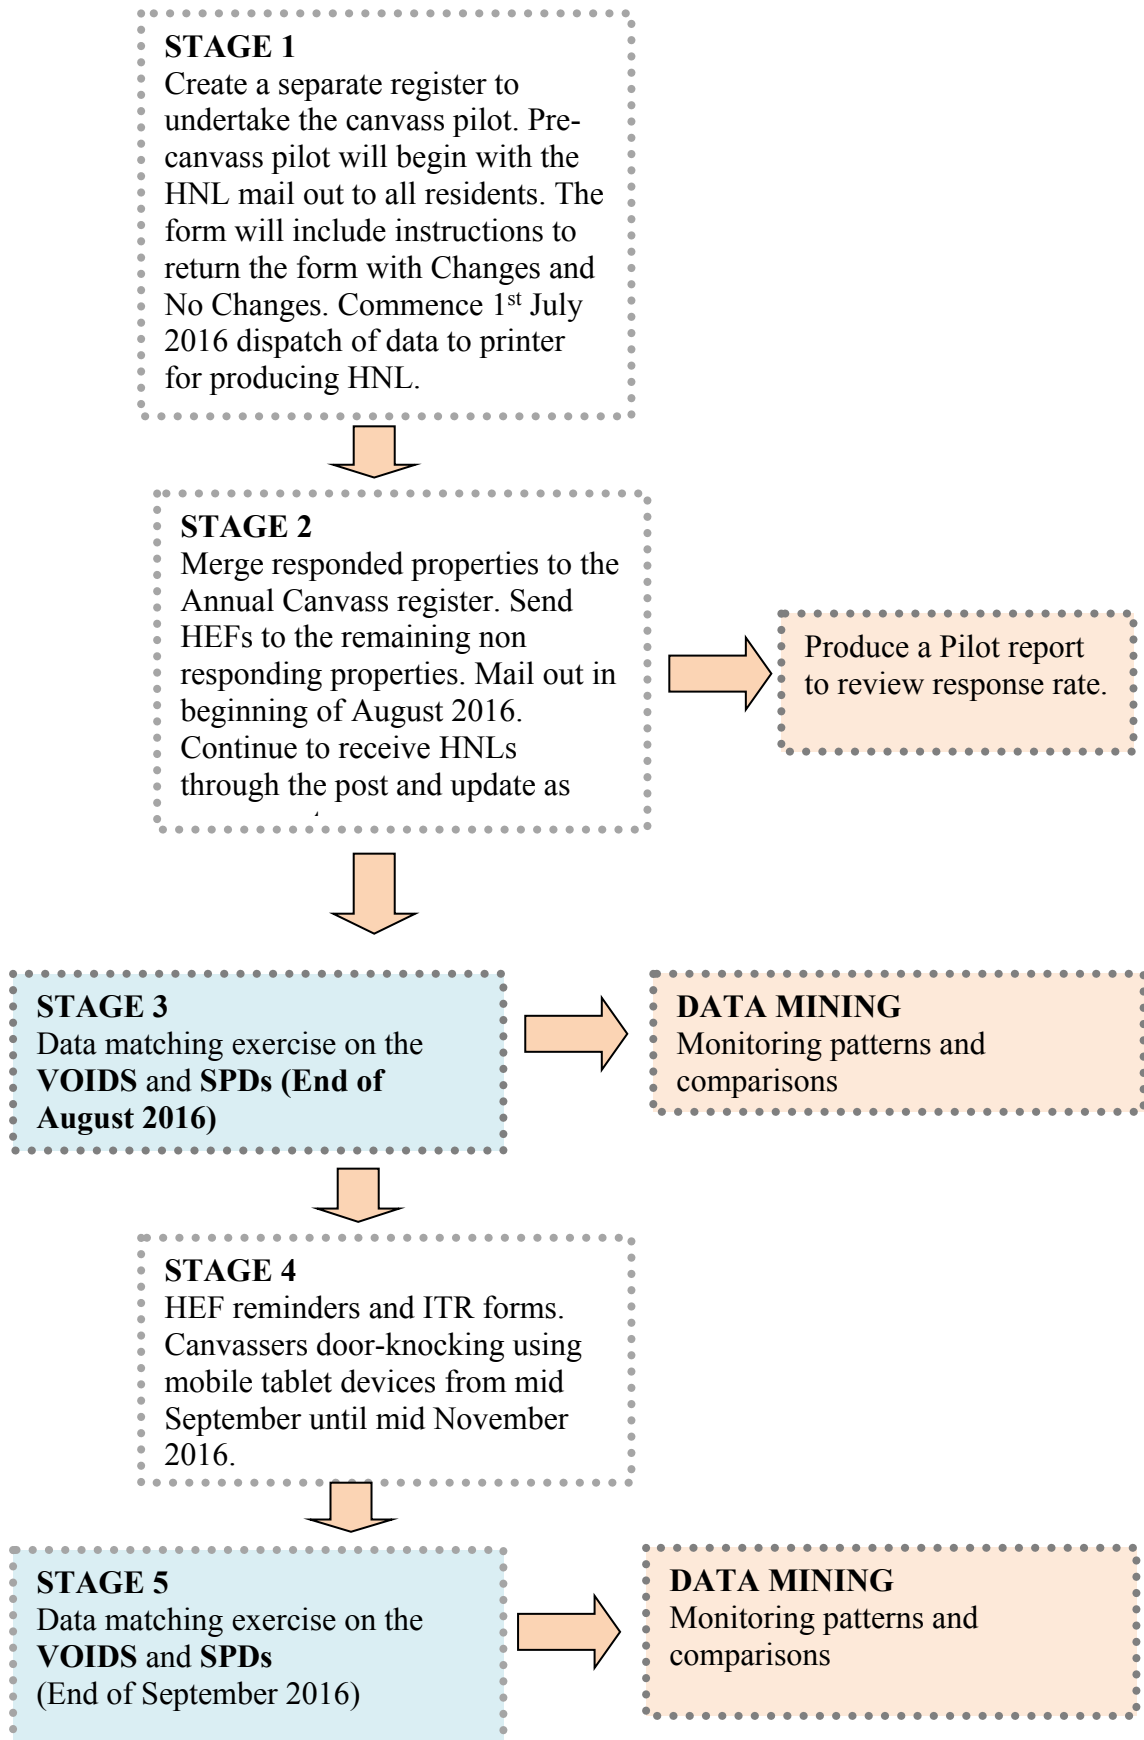 STAGE 1
Create a separate register to
undertake the canvass pilot. Pre-
canvass pilot will begin with the
HNL mail out to all residents. The
form will include instructions to
return the form with Changes and
No Changes. Commence 1st July
2016 dispatch of data to printer
for producing HNL.
STAGE 2
Merge responded properties to the
Annual Canvass register. Send
HEFs to the remaining non
responding properties. Mail out in
beginning of August 2016.
Continue to receive HNLs
through the post and update as
Produce a Pilot report
to review response rate.
STAGE 3
Data matching exercise on the
VOIDS and SPDs (End of
August 2016)
DATA MINING
Monitoring patterns and
comparisons
STAGE 4
HEF reminders and ITR forms.
Canvassers door-knocking using
mobile tablet devices from mid
September until mid November
2016.
STAGE 5
Data matching exercise on the
VOIDS and SPDs
(End of September 2016)
DATA MINING
Monitoring patterns and
comparisons